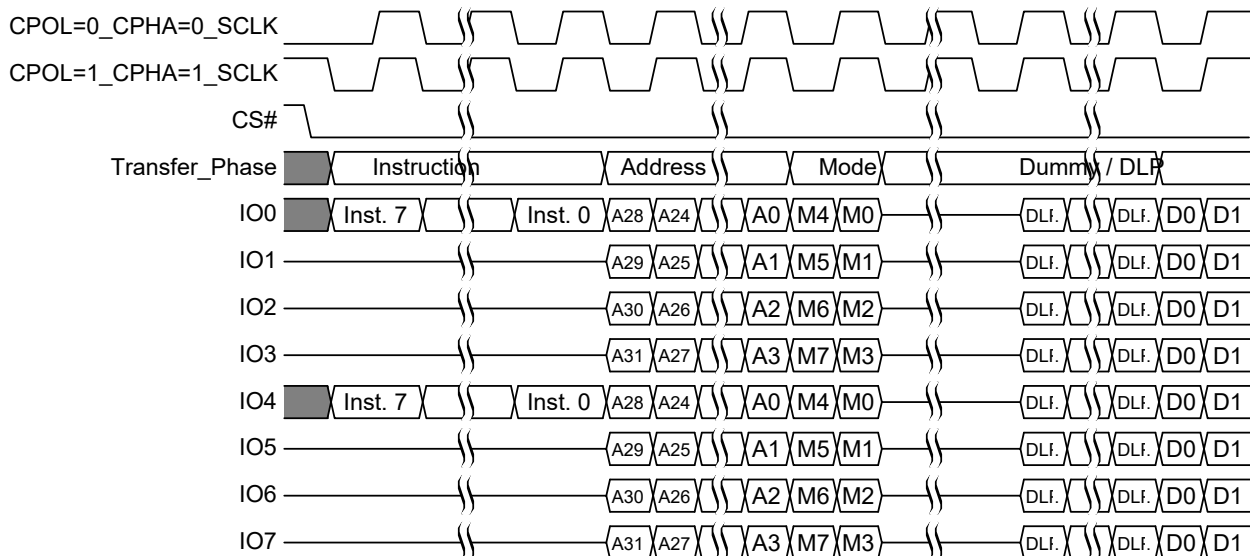 CPOL=0_CPHA=0_SCLK
CPOL=1_CPHA=1_SCLK
CS#
Transfer_Phase Instruction Address Mode Dummy / DLP
IO0 Inst. 7 Inst. 0 A28 A24 A0 M4 M0 DLP. DLP. D0 D1
IO1 A29 A25 A1 M5 M1 DLP. DLP. D0 D1
IO2 A30 A26 A2 M6 M2 DLP. DLP. D0 D1
IO3 A31 A27 A3 M7 M3 DLP. DLP. D0 D1
IO4 Inst. 7 Inst. 0 A28 A24 A0 M4 M0 DLP. DLP. D0 D1
IO5 A29 A25 A1 M5 M1 DLP. DLP. D0 D1
IO6 A30 A26 A2 M6 M2 DLP. DLP. D0 D1
IO7 A31 A27 A3 M7 M3 DLP. DLP. D0 D1